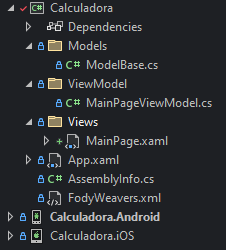 Calculadora
Dependencies
Models
C# ModelBase.cs
ViewModel
C# MainPageViewModel.cs
Views
MainPage.xaml
App.xaml
C# AssemblyInfo.cs
FodyWeavers.xml
Calculadora.Android
Calculadora.iOS